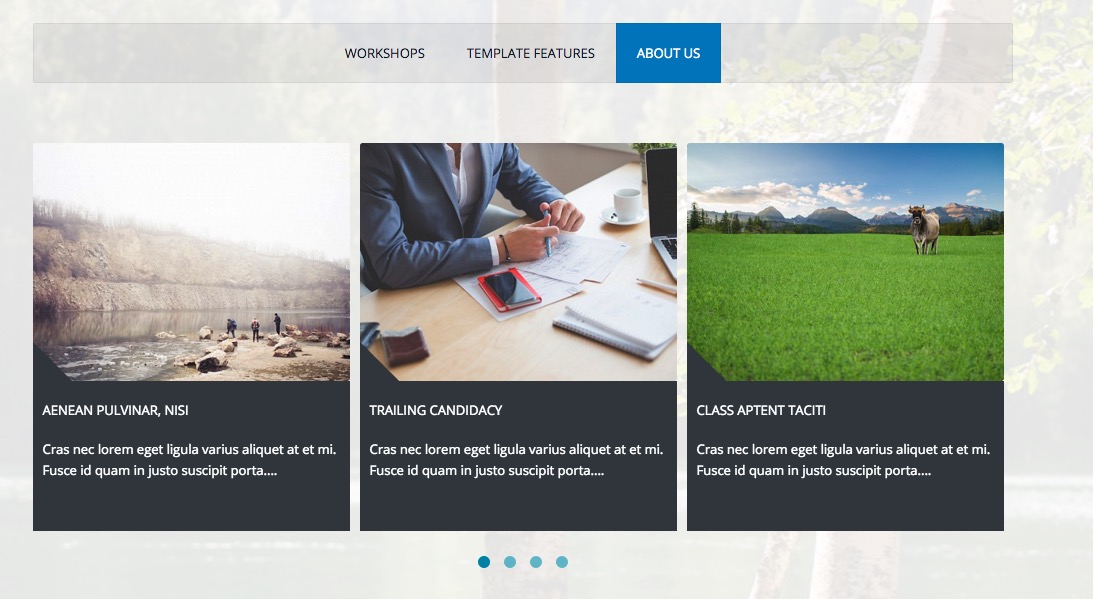 WORKSHOPS TEMPLATE FEATURES ABOUT US
AENEAN PULVINAR, NISI
Cras nec lorem eget ligula varius aliquet at et mi.
Fusce id quam in justo suscipit porta....
TRAILING CANDIDACY
Cras nec lorem eget ligula varius aliquet at et mi.
Fusce id quam in justo suscipit porta....
CLASS APTENT TACITI
Cras nec lorem eget ligula varius aliquet at et mi.
Fusce id quam in justo suscipit porta....